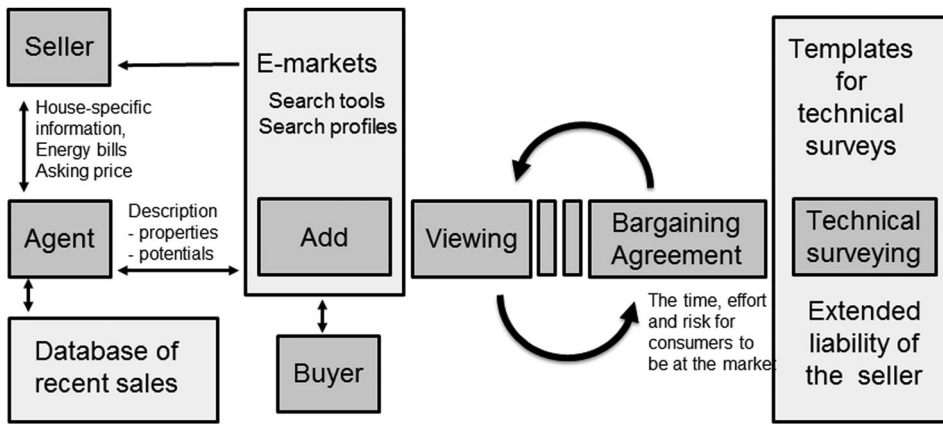 Seller
House-specific
information,
Energy bills
Asking price
Agent
Description
- properties
- potentials
Database of
recent sales
E-markets
Search tools
Search profiles
Add
Buyer
Viewing
Bargaining
Agreement
The time, effort
and risk for
consumers to
be at the market
Templates
for
technical
surveys
Technical
surveying
Extended
liability of
the seller